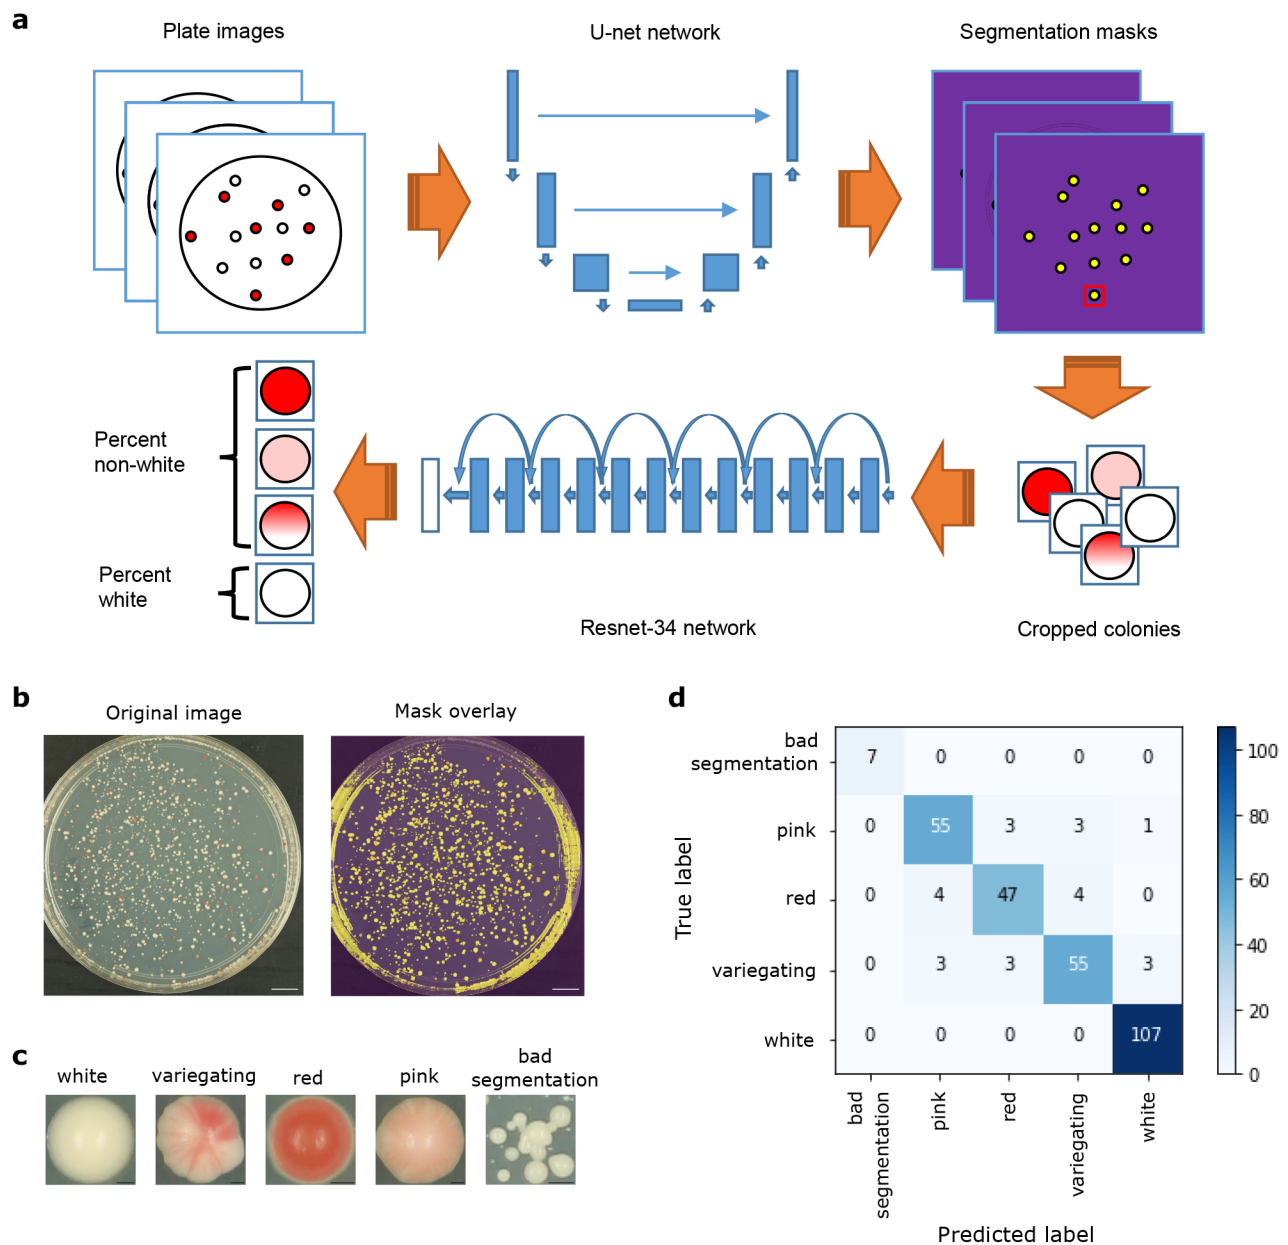 a
Plate images
U-net network
Segmentation masks
Percent
non-white
Percent
white
Resnet-34 network
Cropped colonies
b
Original image
Mask overlay
c
white
variegating
red
pink
bad
segmentation
d
bad
segmentation
7
0
0
0
0
pink
0
55
3
3
1
red
0
4
47
4
0
variegating
0
3
3
55
3
white
0
0
0
0
107
True label
bad
segmentation
pink
red
variegating
white
Predicted label
100
80
60
40
20
0